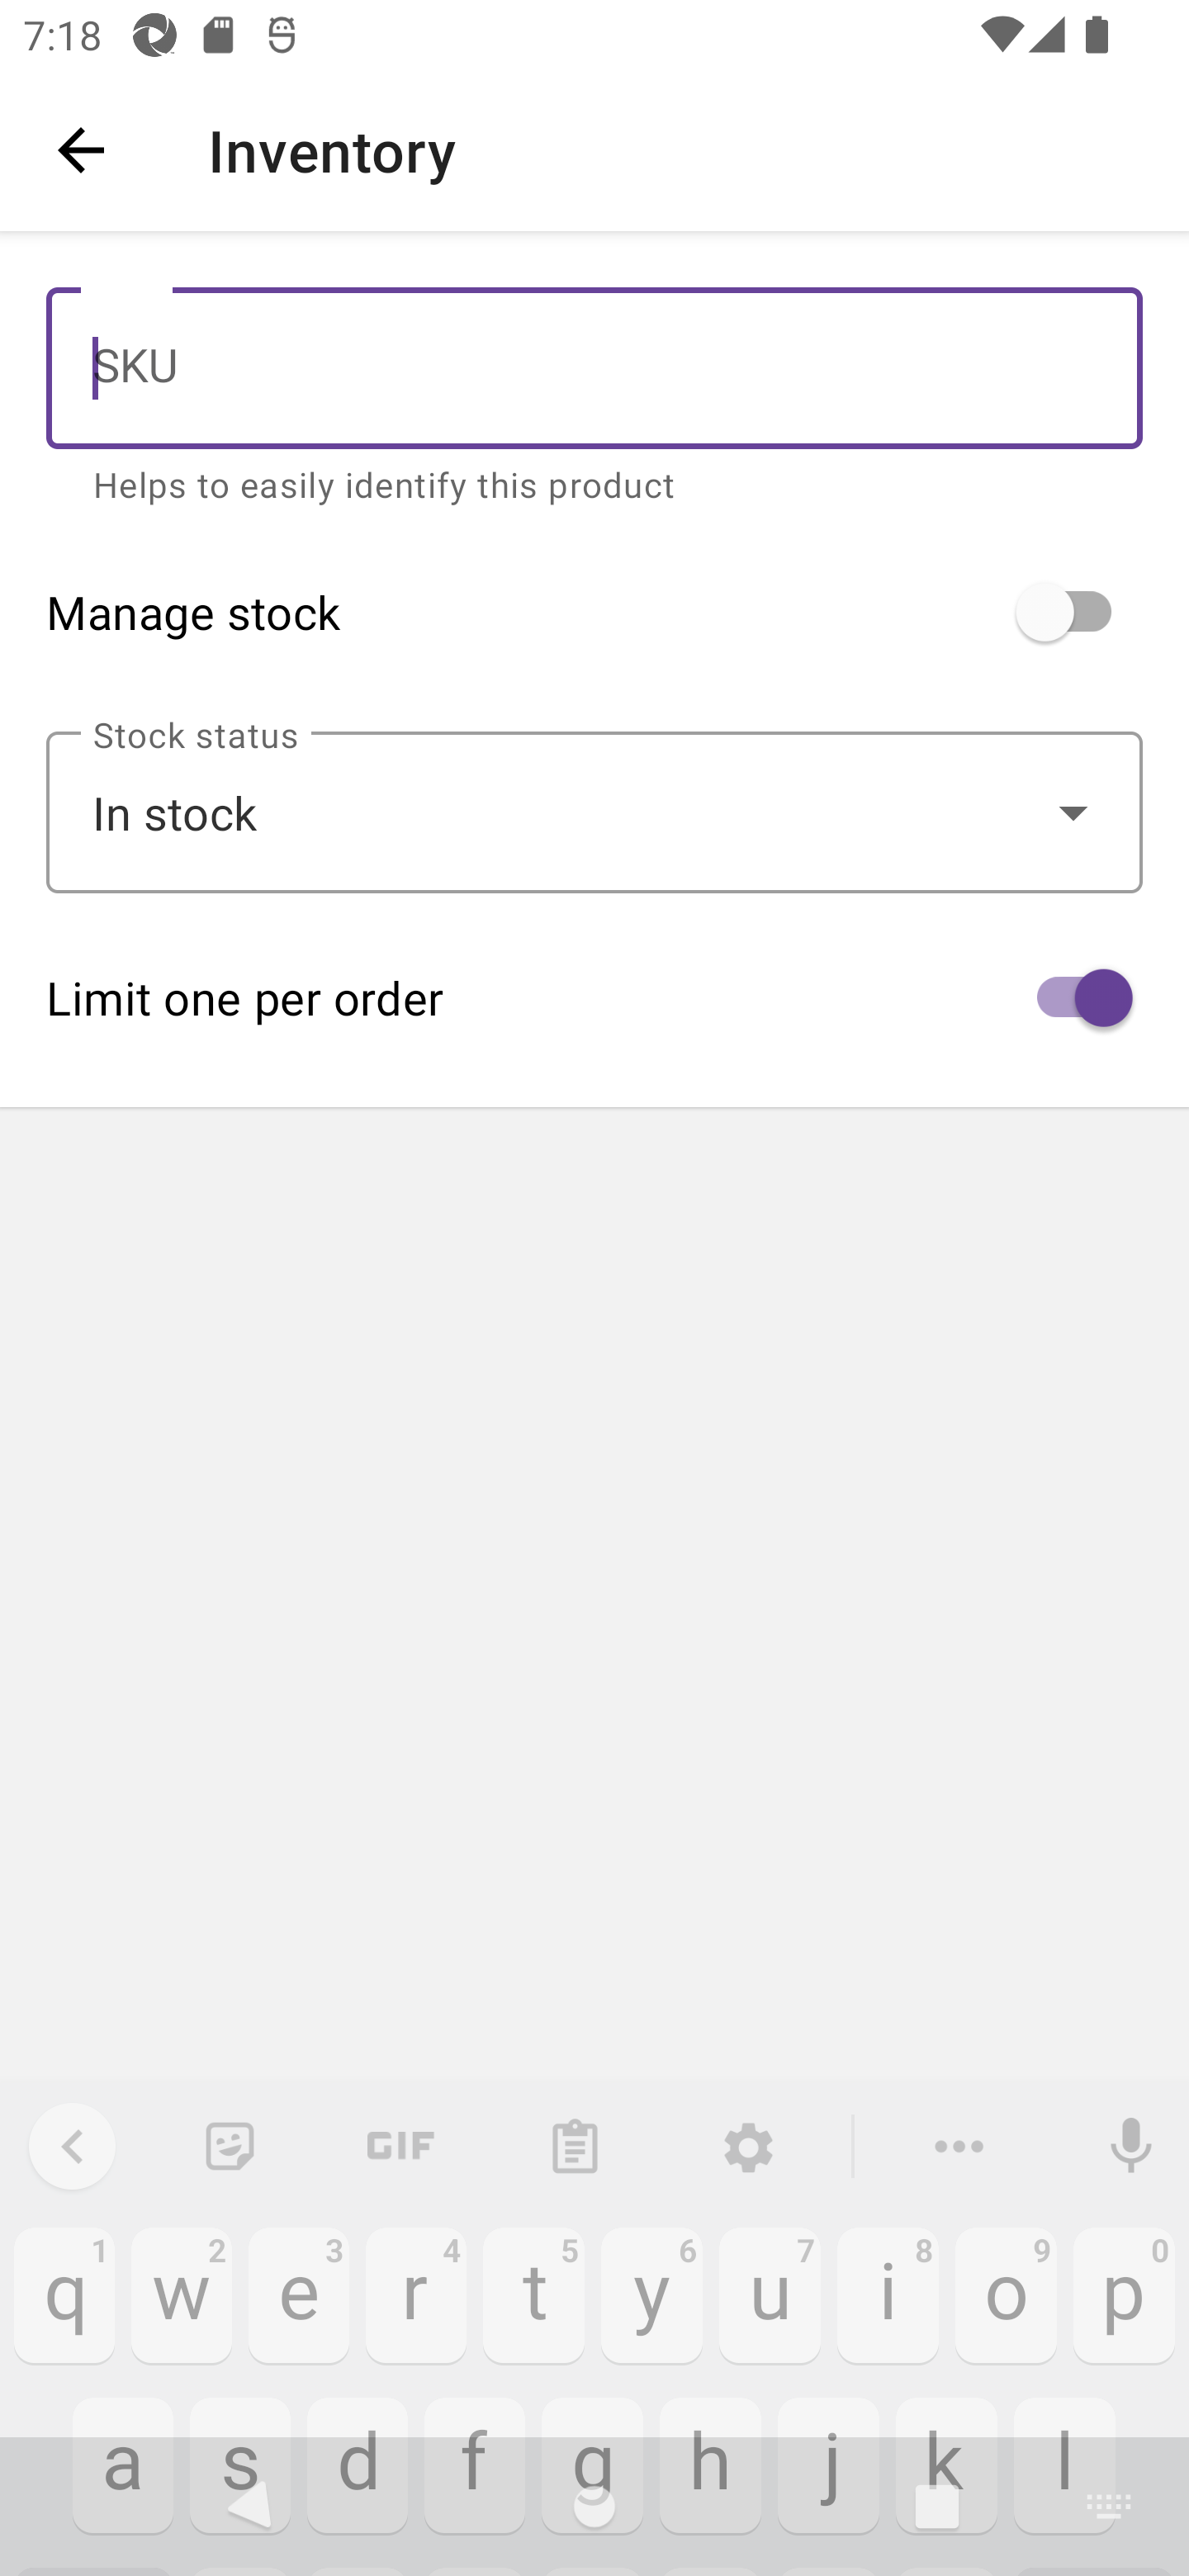 7:18
Inventory
SKU
Helps to easily identify this product
Manage stock
Stock status
In stock
Limit one per order
GIF
1 2 3 4 5 6 7 8 9 0
q w e r t y u i o p
a s d f g h j k l